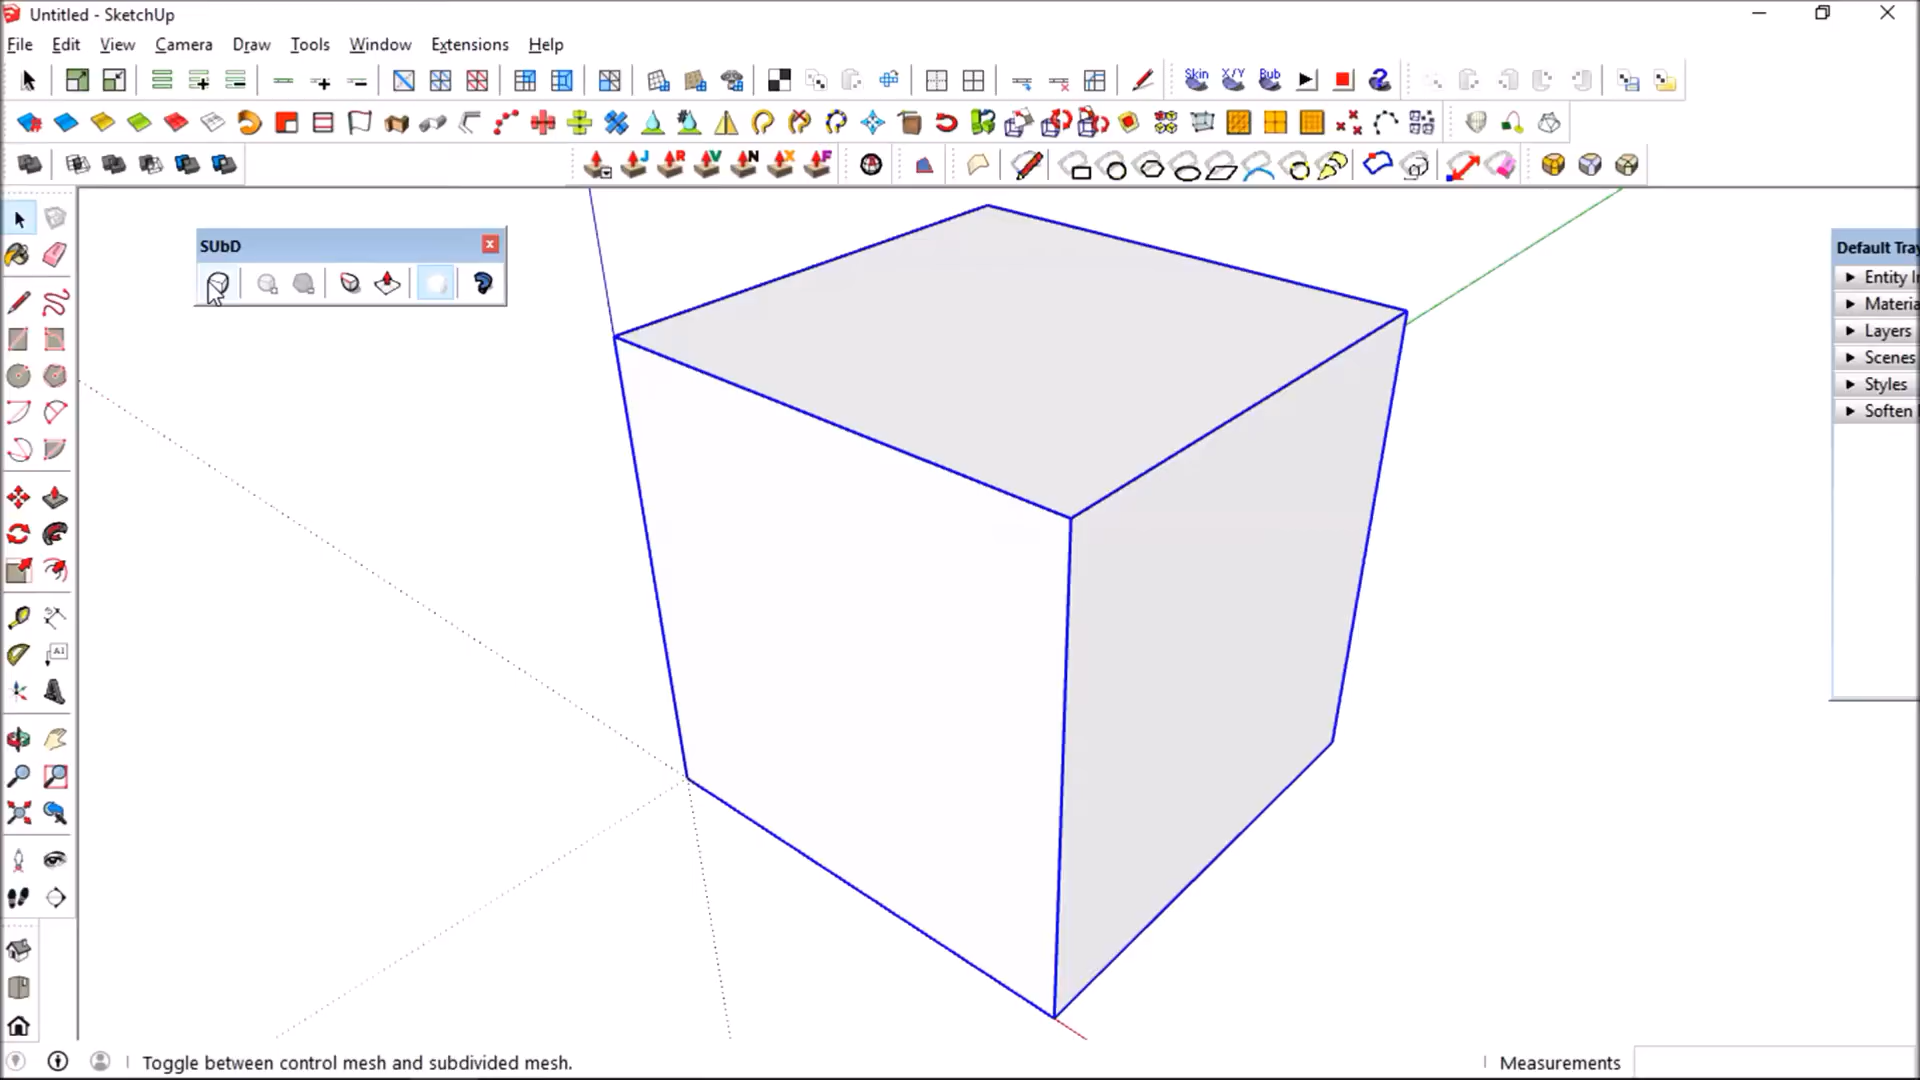 Untitled - SketchUp
File Edit View Camera Draw Tools Window Extensions Help
Skin X/Y Bub
J R V N X F
SUbD
Default Tray
Entity I
Materia
Layers
Scenes
Styles
Soften
A1
Toggle between control mesh and subdivided mesh.
Measurements